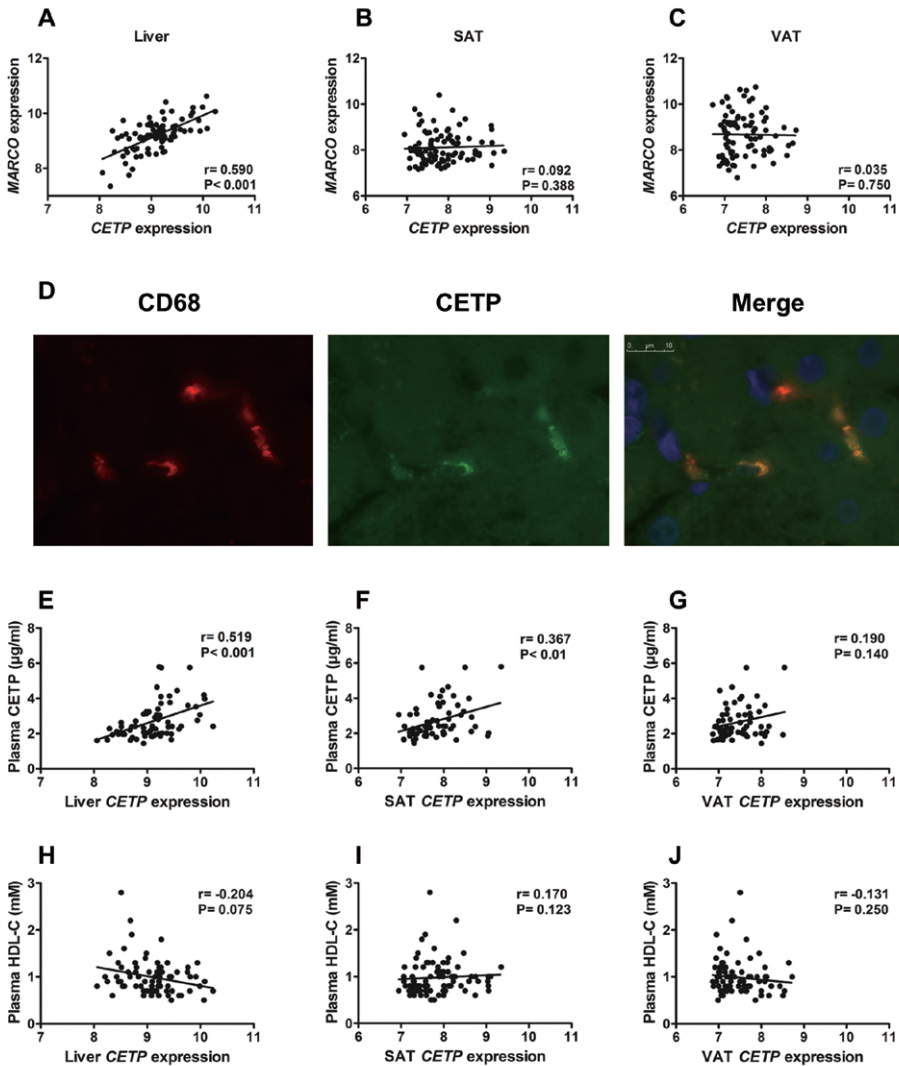 A
B
C
Liver
SAT
VAT
12
10
8
MARCO expression
r= 0.590
P< 0.001
7 8 9 10 11
CETP expression
12
10
8
6
MARCO expression
r= 0.092
P= 0.388
6 7 8 9 10 11
CETP expression
12
10
8
6
MARCO expression
r= 0.035
P= 0.750
6 7 8 9 10 11
CETP expression
D
CD68
CETP
Merge
0 µm 10
E
8
6
4
2
0
Plasma CETP (µg/ml)
r= 0.519
P< 0.001
7 8 9 10 11
Liver CETP expression
F
8
6
4
2
0
Plasma CETP (µg/ml)
r= 0.367
P< 0.01
6 7 8 9 10 11
SAT CETP expression
G
8
6
4
2
0
Plasma CETP (µg/ml)
r= 0.190
P= 0.140
6 7 8 9 10 11
VAT CETP expression
H
3
2
1
0
Plasma HDL-C (mM)
r= -0.204
P= 0.075
7 8 9 10 11
Liver CETP expression
I
3
2
1
0
Plasma HDL-C (mM)
r= 0.170
P= 0.123
6 7 8 9 10 11
SAT CETP expression
J
3
2
1
0
Plasma HDL-C (mM)
r= -0.131
P= 0.250
6 7 8 9 10 11
VAT CETP expression